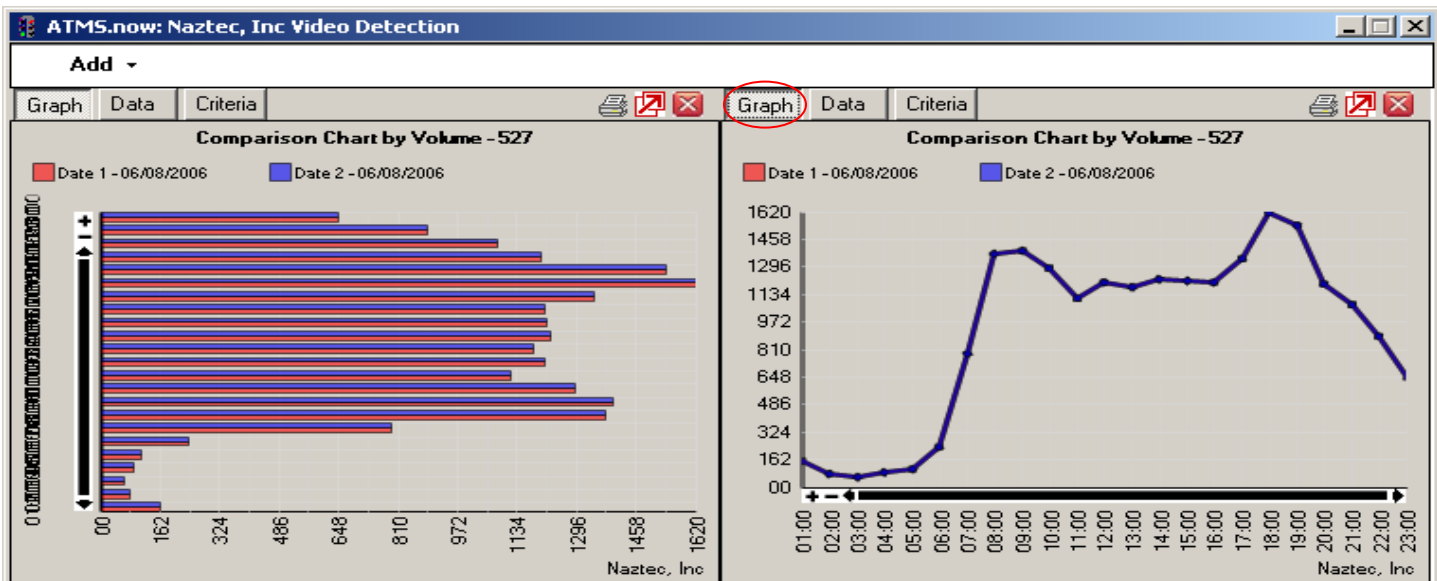 ATMS.now: Naztec, Inc Video Detection
Add
Graph Data Criteria
Comparison Chart by Volume - 527
Date 1 - 06/08/2006 Date 2 - 06/08/2006
00 162 324 486 648 810 972 1134 1296 1458 1620
Naztec, Inc
Graph Data Criteria
Comparison Chart by Volume - 527
Date 1 - 06/08/2006 Date 2 - 06/08/2006
1620
1458
1296
1134
972
810
648
486
324
162
00
01:00 02:00 03:00 04:00 05:00 06:00 07:00 08:00 09:00 10:00 11:00 12:00 13:00 14:00 15:00 16:00 17:00 18:00 19:00 20:00 21:00 22:00 23:00
Naztec, Inc